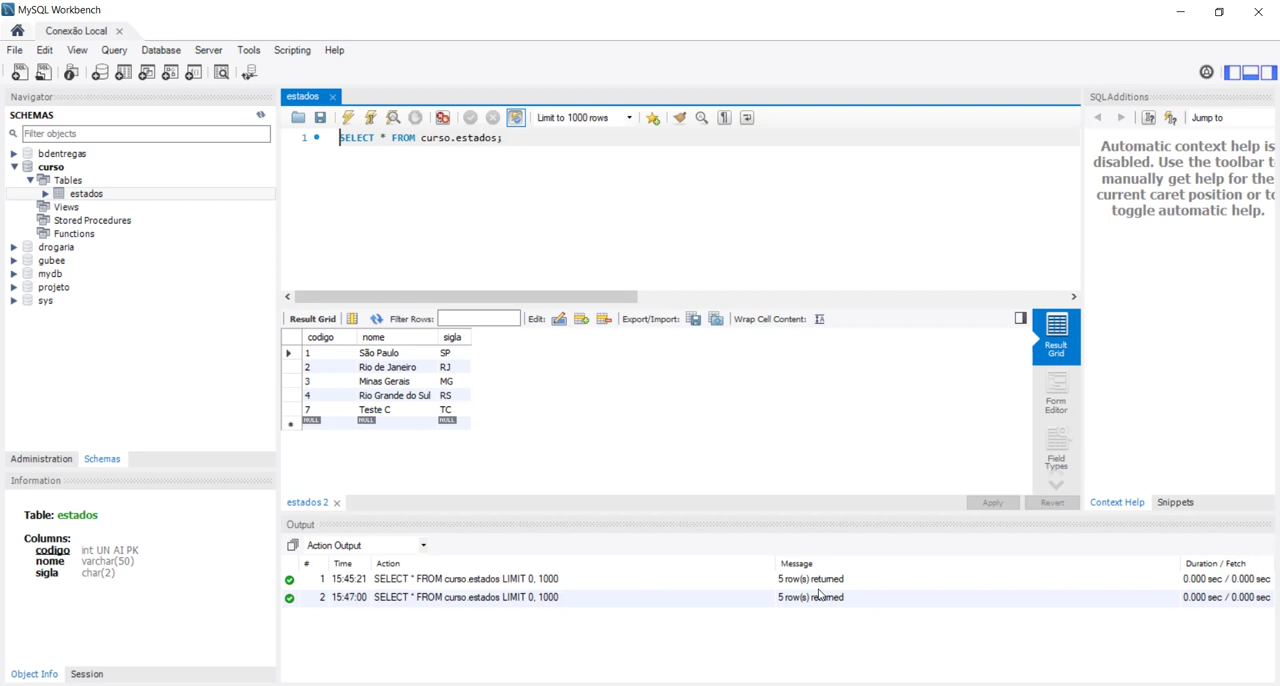 MySQL Workbench
Conexão Local
File Edit View Query Database Server Tools Scripting Help
Navigator
SCHEMAS
Filter objects
bdentregas
curso
Tables
estados
Views
Stored Procedures
Functions
drogaria
gubee
mydb
projeto
sys
Administration Schemas
Information
Table: estados
Columns:
codigo int UN AI PK
nome varchar(50)
sigla char(2)
Object Info Session
estados
Limit to 1000 rows
1 SELECT * FROM curso.estados;
Result Grid Filter Rows: Edit: Export/Import: Wrap Cell Content:
codigo nome sigla
1 São Paulo SP
2 Rio de Janeiro RJ
3 Minas Gerais MG
4 Rio Grande do Sul RS
7 Teste C TC
NULL NULL NULL
Result Grid
Form Editor
Field Types
estados 2
Apply Revert
Output
Action Output
# Time Action Message Duration / Fetch
1 15:45:21 SELECT * FROM curso.estados LIMIT 0, 1000 5 row(s) returned 0.000 sec / 0.000 sec
2 15:47:00 SELECT * FROM curso.estados LIMIT 0, 1000 5 row(s) returned 0.000 sec / 0.000 sec
SQLAdditions
Jump to
Automatic context help is
disabled. Use the toolbar t
manually get help for the
current caret position or to
toggle automatic help.
Context Help Snippets